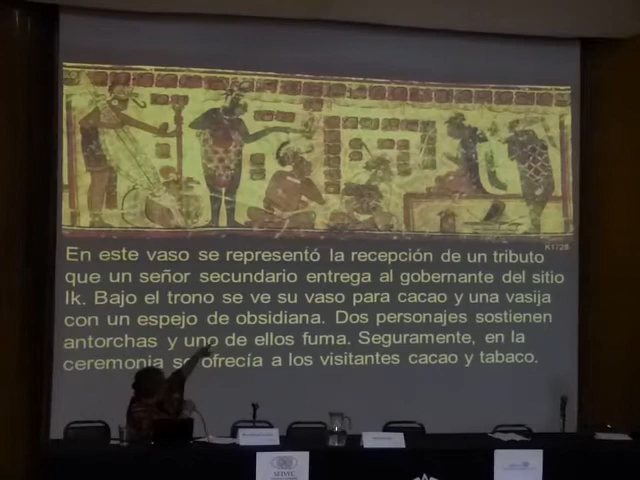 K1728
En este vaso se representó la recepción de un tributo
que un señor secundario entrega al gobernante del sitio
Ik. Bajo el trono se ve su vaso para cacao y una vasija
con un espejo de obsidiana. Dos personajes sostienen
antorchas y uno de ellos fuma. Seguramente, en la
ceremonia se ofrecía a los visitantes cacao y tabaco.